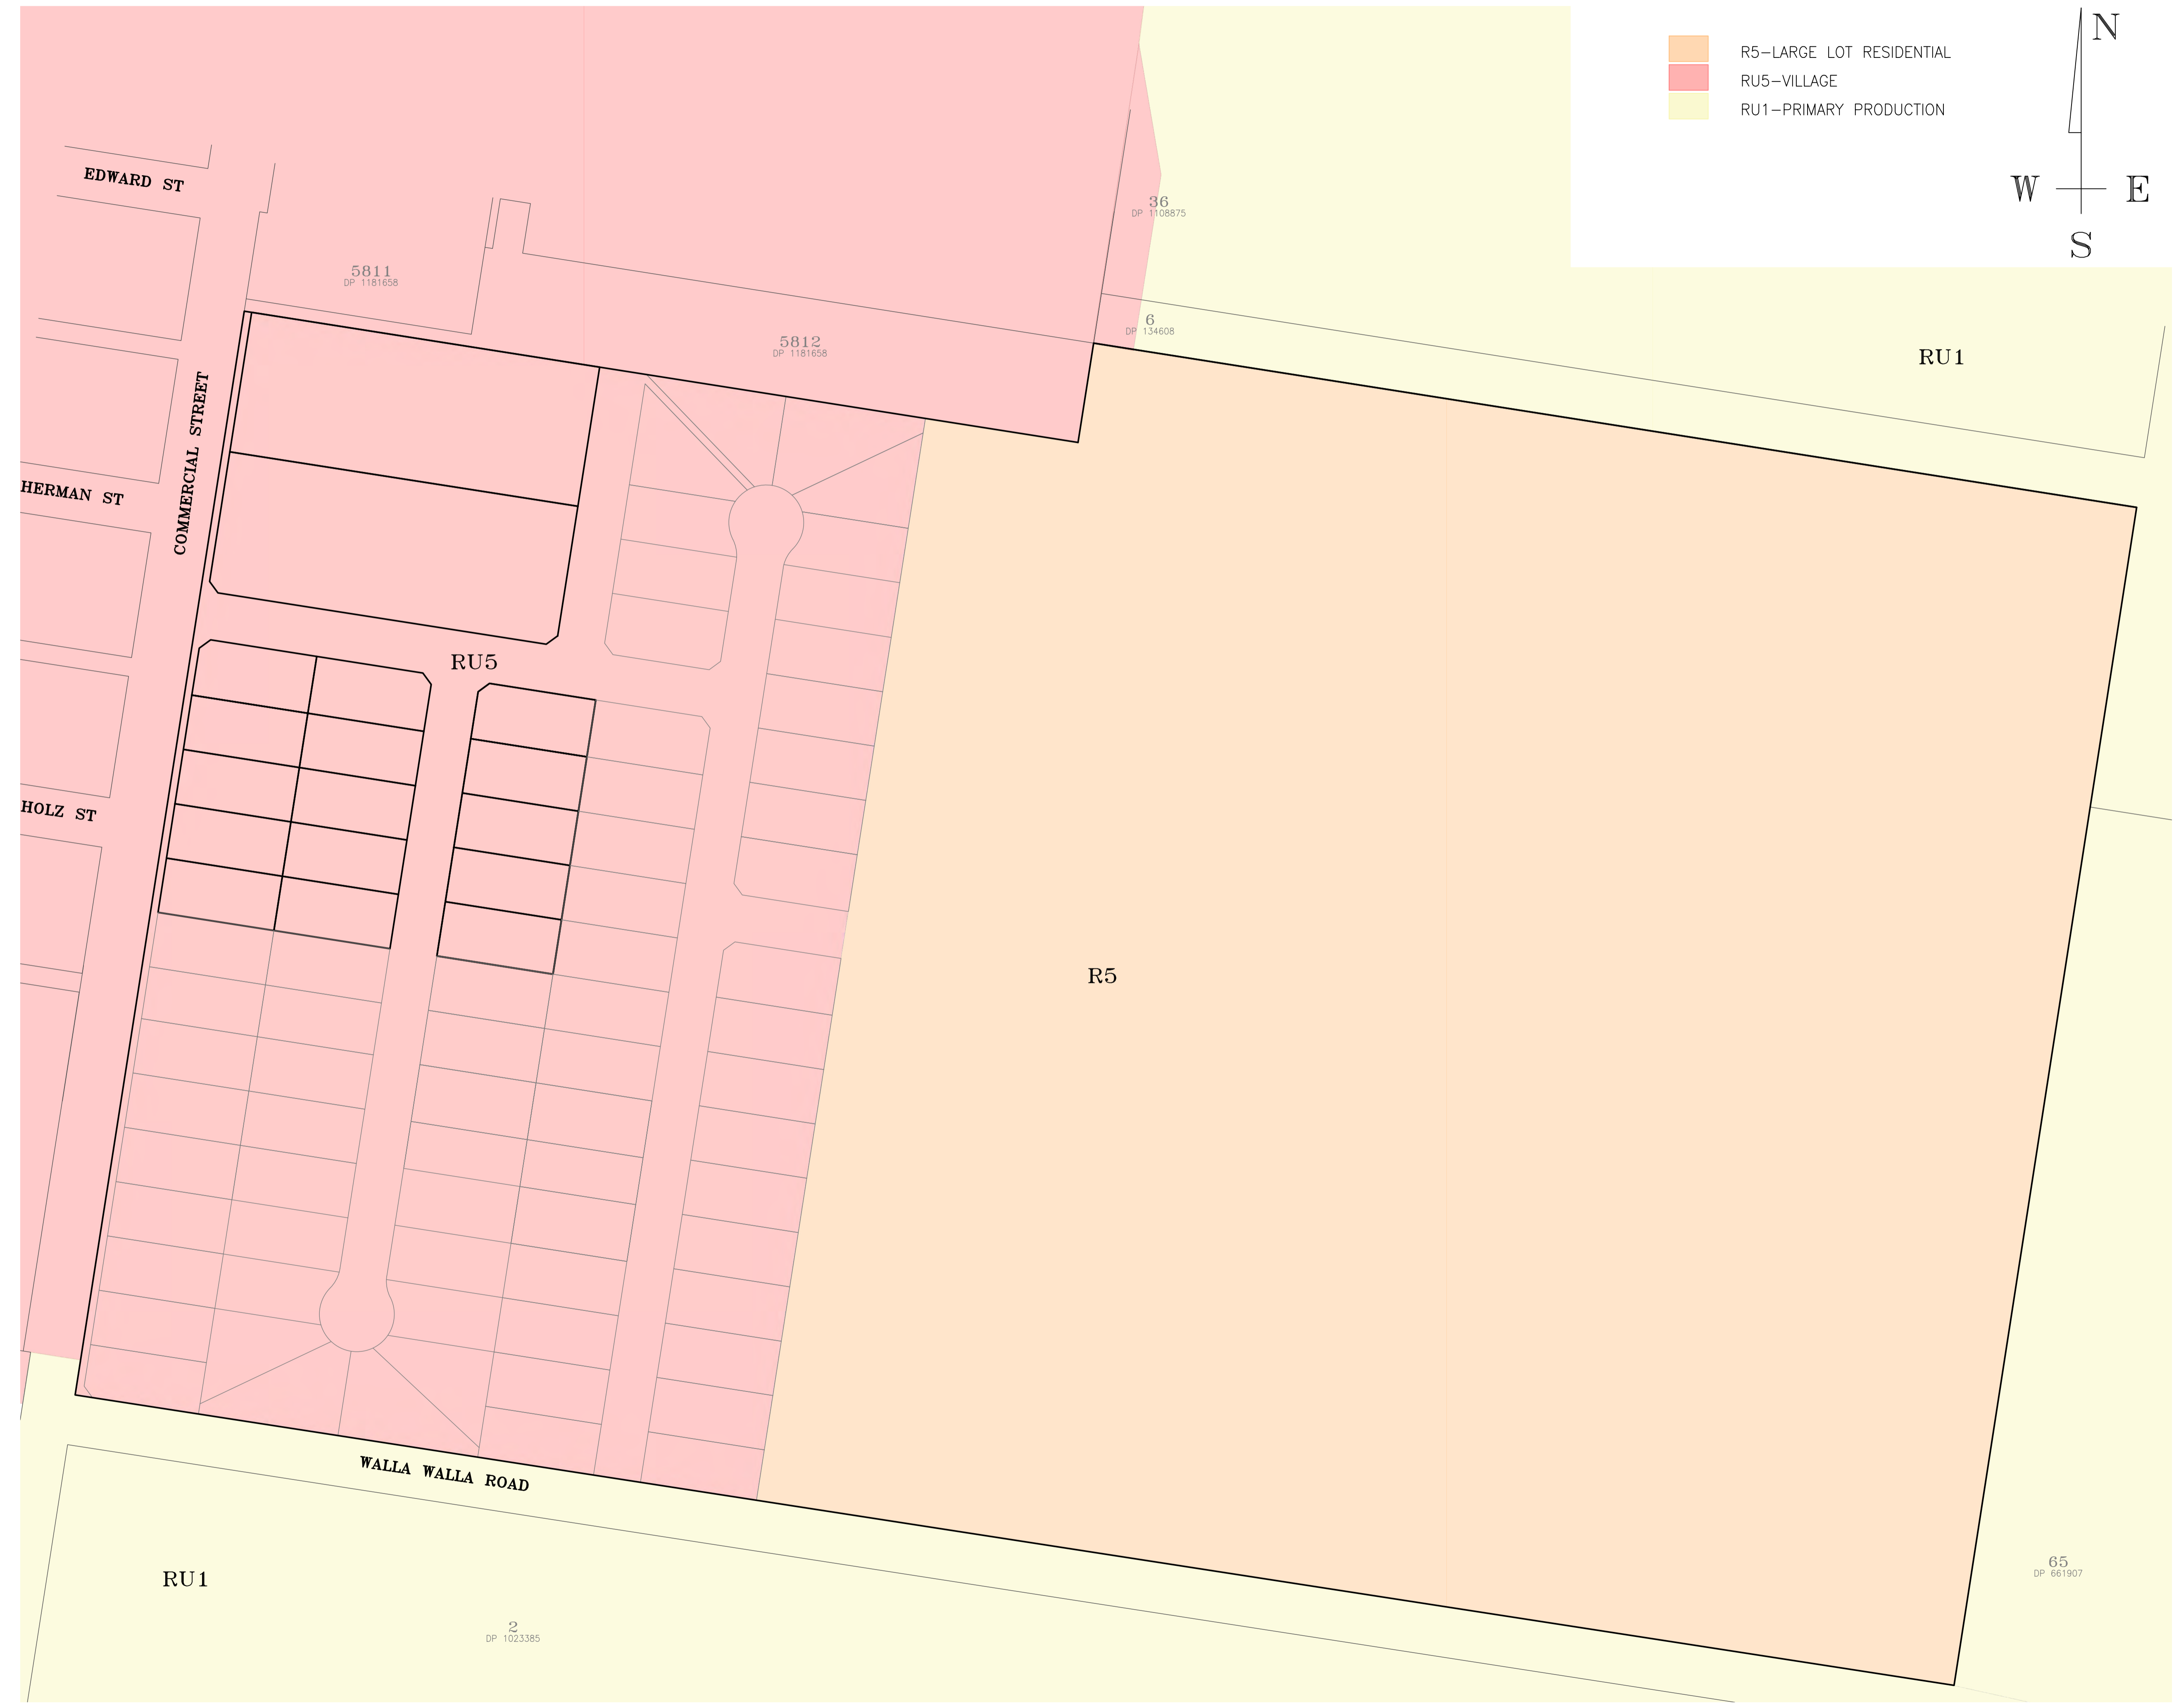 N
R5-LARGE LOT RESIDENTIAL
RU5-VILLAGE
RU1-PRIMARY PRODUCTION
W E
S
EDWARD ST
36
DP 1108875
5811
DP 1181658
6
DP 134608
5812
DP 1181658
RU1
COMMERCIAL STREET
HERMAN ST
RU5
HOLZ ST
R5
WALLA WALLA ROAD
65
DP 661907
RU1
2
DP 1023385